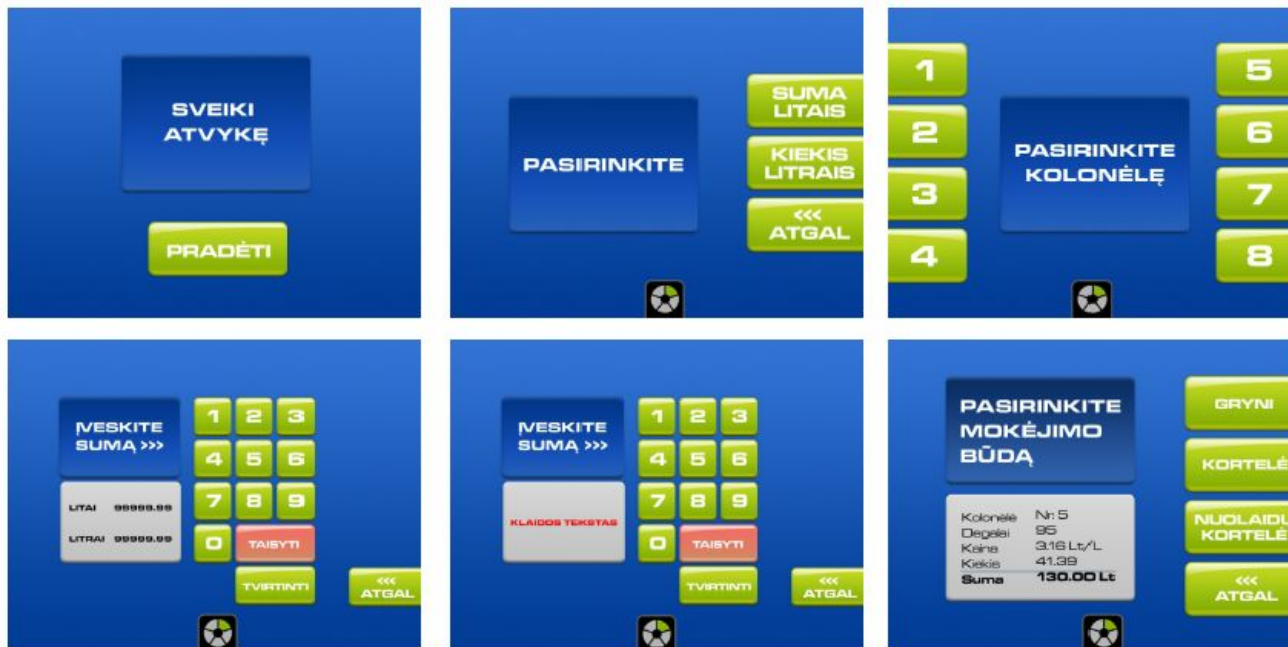 SVEIKI
ATVYKĘ
PRADĖTI
PASIRINKITE
SUMA
LITAIS
KIEKIS
LITRAIS
<<<
ATGAL
1
2
3
4
PASIRINKITE
KOLONĖLĘ
5
6
7
8
ĮVESKITE
SUMĄ >>>
LITAI 99999.99
LITRAI 99999.99
1 2 3
4 5 6
7 8 9
0 TAISYTI
TVIRTINTI
<<<
ATGAL
ĮVESKITE
SUMĄ >>>
KLAIDOS TEKSTAS
1 2 3
4 5 6
7 8 9
0 TAISYTI
TVIRTINTI
<<<
ATGAL
PASIRINKITE
MOKĖJIMO
BŪDĄ
Kolonėlė Nr: 5
Degalai 95
Kaina 3.16 Lt/L
Kiekis 41.39
Suma 130.00 Lt
GRYNI
KORTELĖ
NUOLAIDŲ
KORTELĖ
<<<
ATGAL